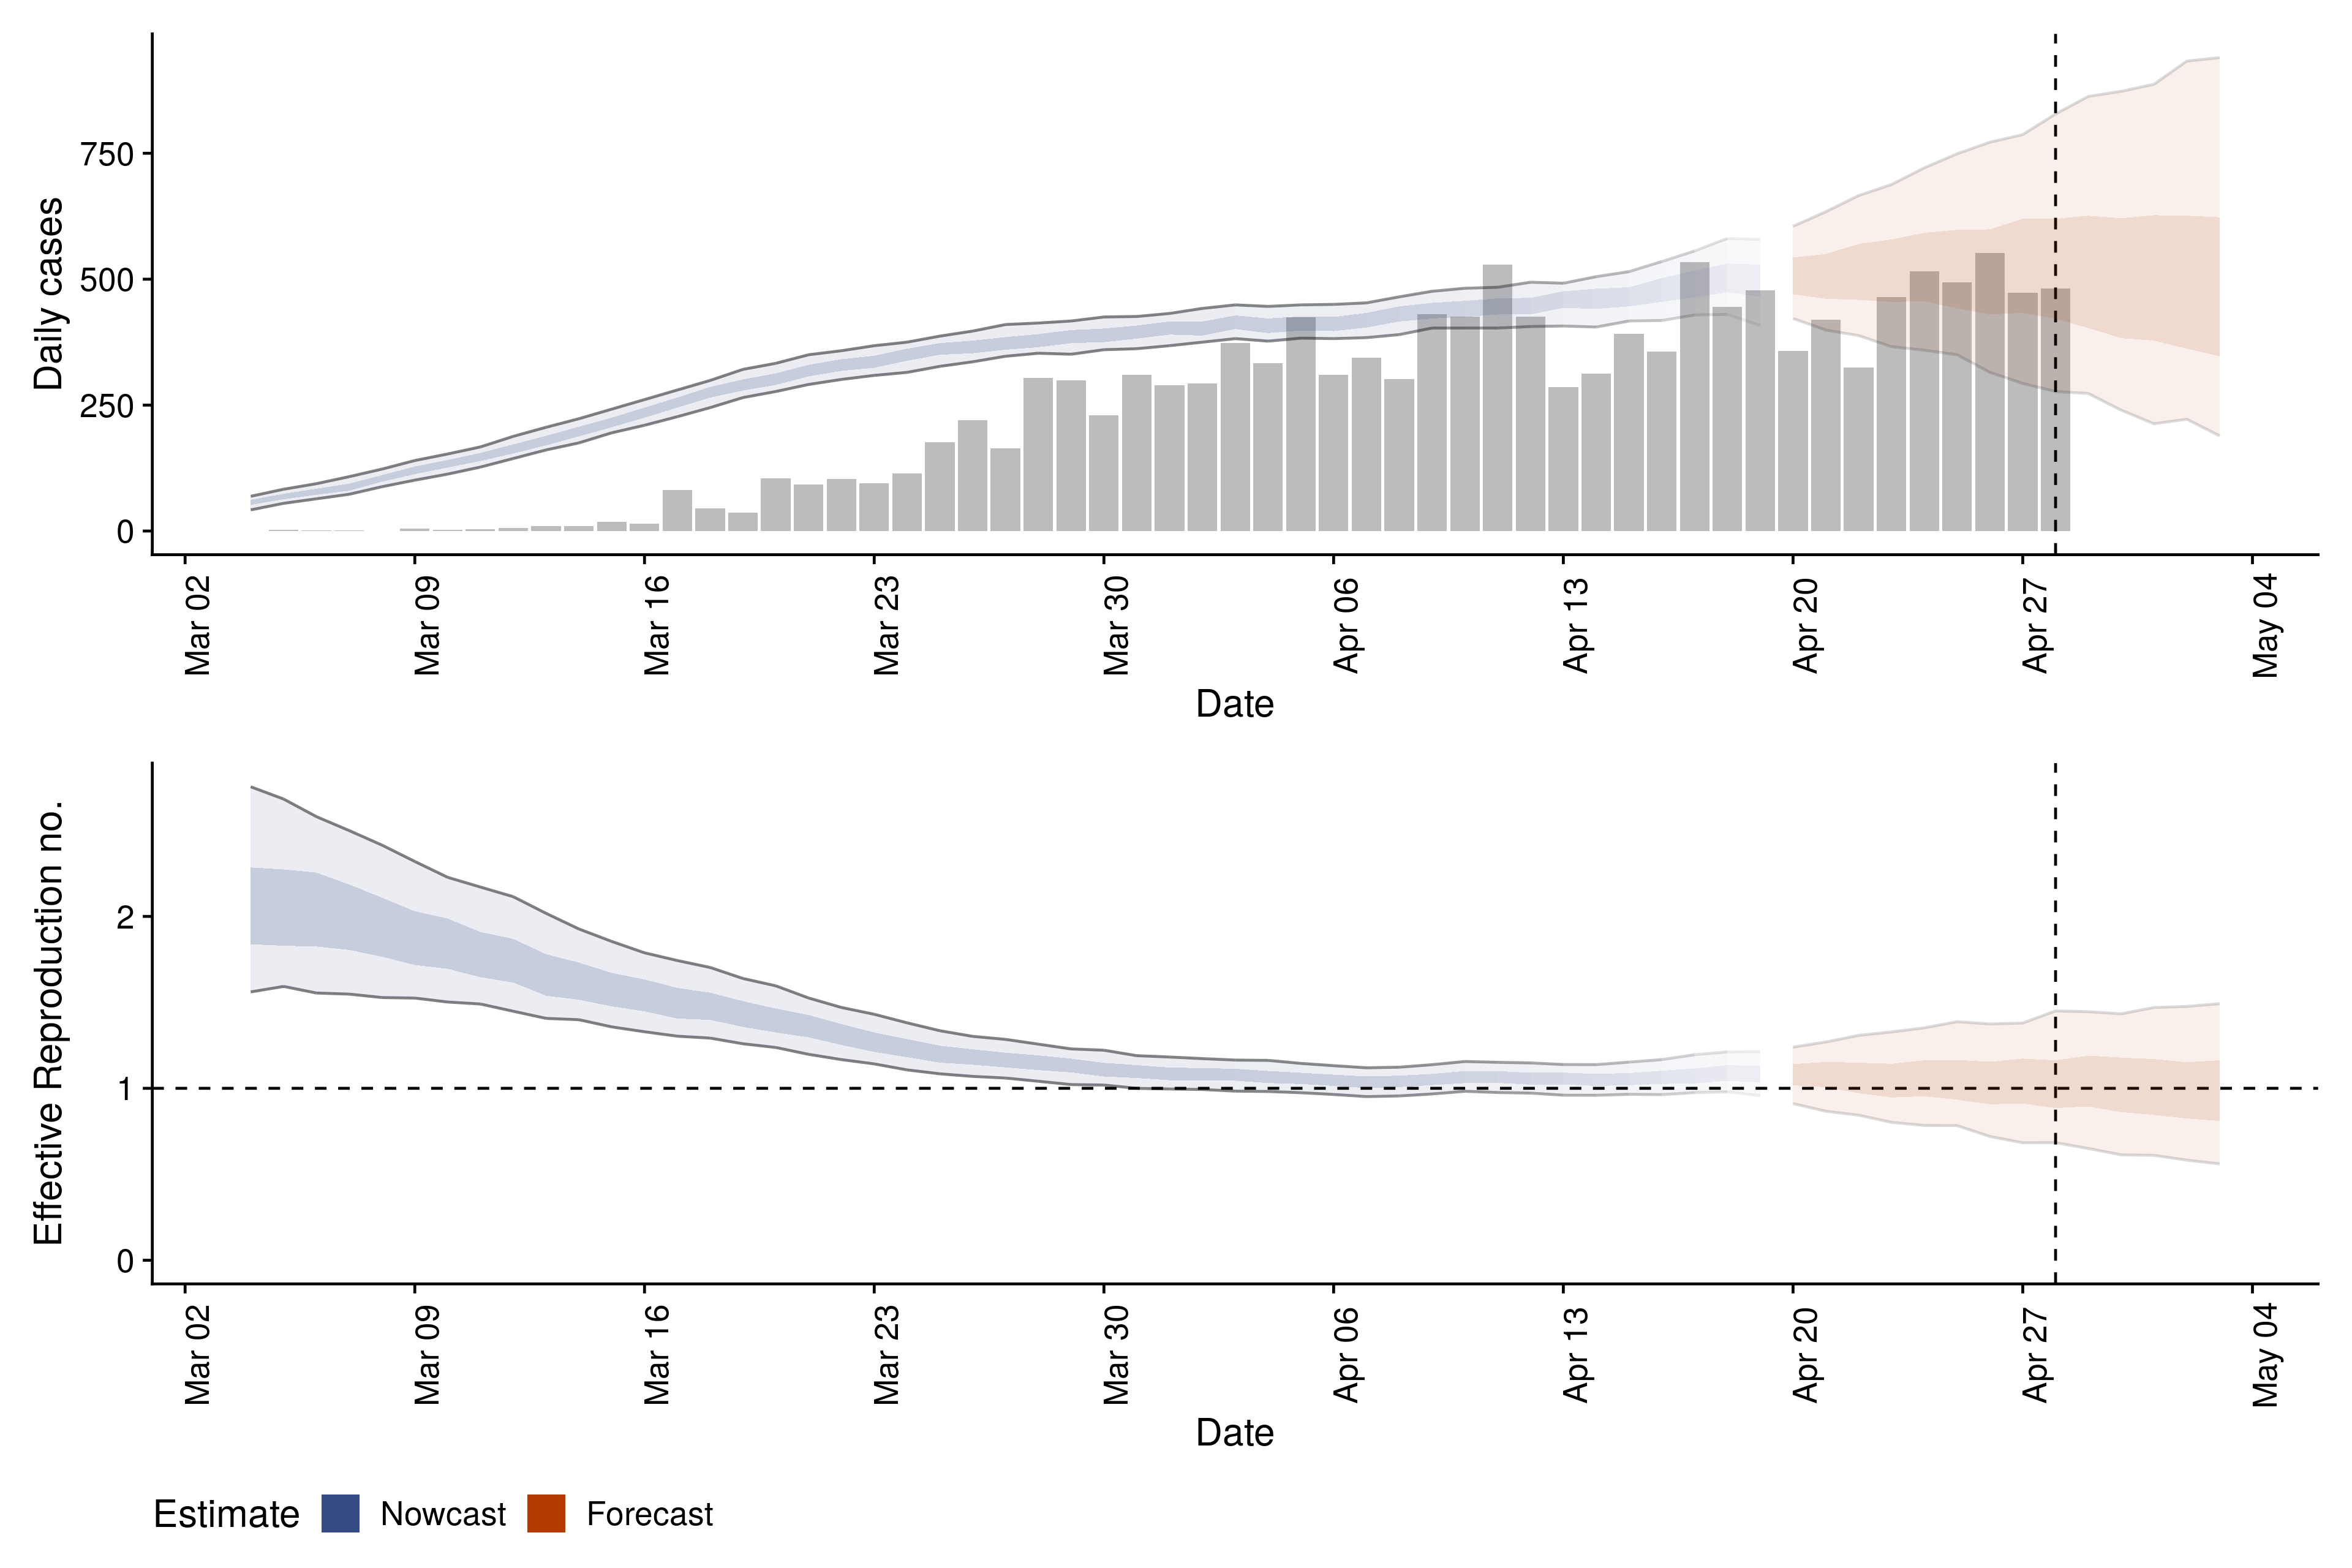 Daily cases
750
500
250
0
Mar 02
Mar 09
Mar 16
Mar 23
Mar 30
Apr 06
Apr 13
Apr 20
Apr 27
May 04
Date
Effective Reproduction no.
2
1
0
Mar 02
Mar 09
Mar 16
Mar 23
Mar 30
Apr 06
Apr 13
Apr 20
Apr 27
May 04
Date
Estimate Nowcast Forecast